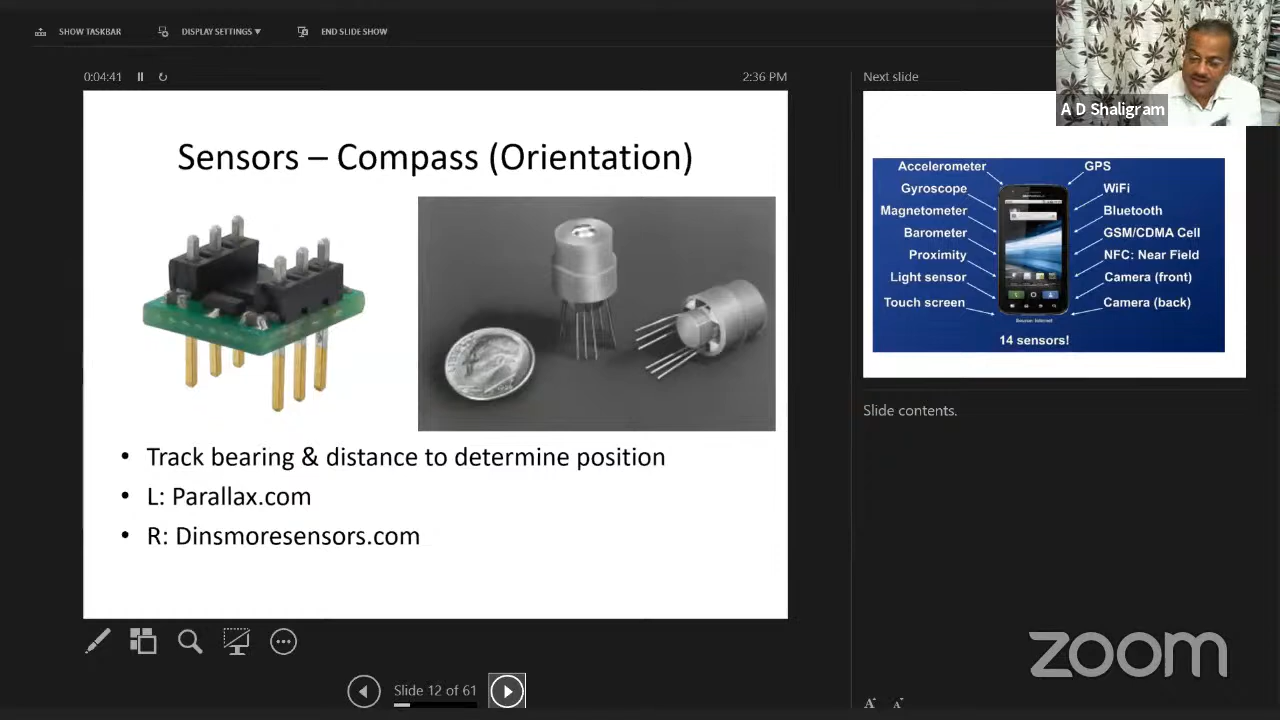 SHOW TASKBAR
DISPLAY SETTINGS ▼
END SLIDE SHOW
0:04:41
2:36 PM
Next slide
A D Shaligram
Sensors – Compass (Orientation)
• Track bearing & distance to determine position
• L: Parallax.com
• R: Dinsmoresensors.com
Accelerometer
Gyroscope
Magnetometer
Barometer
Proximity
Light sensor
Touch screen
GPS
WiFi
Bluetooth
GSM/CDMA Cell
NFC: Near Field
Camera (front)
Camera (back)
14 sensors!
Slide contents.
Slide 12 of 61
A A
zoom